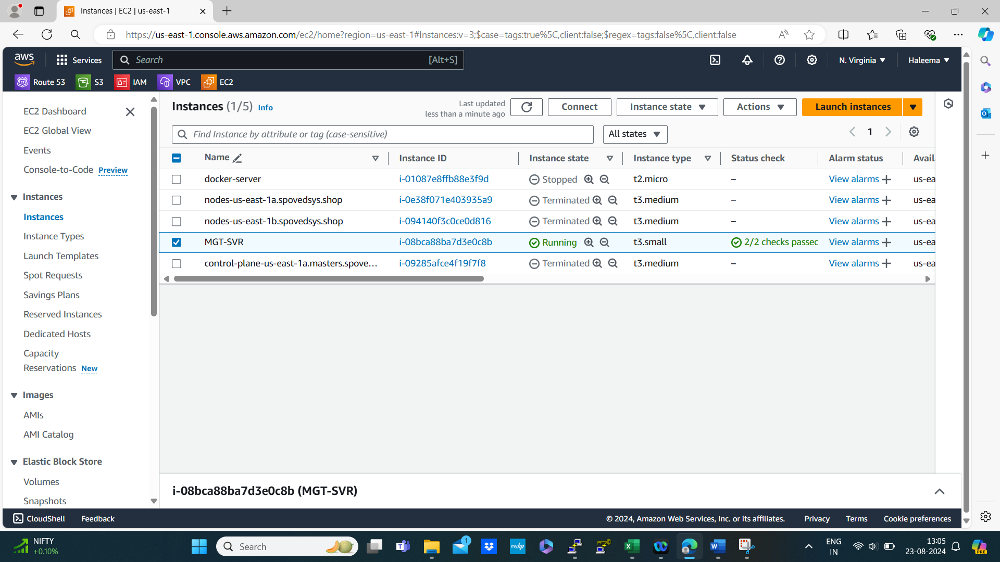 Instances | EC2 | us-east-1
https://us-east-1.console.aws.amazon.com/ec2/home?region=us-east-1#Instances:v=3;$case=tags:true%5C,client:false;$regex=tags:false%5C,client:false
aws
Services
Search
[Alt+S]
N. Virginia
Haleema
Route 53
S3
IAM
VPC
EC2
EC2 Dashboard
EC2 Global View
Events
Console-to-Code Preview
Instances
Instances
Instance Types
Launch Templates
Spot Requests
Savings Plans
Reserved Instances
Dedicated Hosts
Capacity
Reservations New
Images
AMIs
AMI Catalog
Elastic Block Store
Volumes
Snapshots
Instances (1/5) Info
Last updated
less than a minute ago
Connect
Instance state
Actions
Launch instances
Find Instance by attribute or tag (case-sensitive)
All states
1
Name Instance ID Instance state Instance type Status check Alarm status Avail
docker-server i-01087e8ffb88e3f9d Stopped t2.micro – View alarms us-ea
nodes-us-east-1a.spovedsys.shop i-0e38f071e403935a9 Terminated t3.medium – View alarms us-ea
nodes-us-east-1b.spovedsys.shop i-094140f3c0ce0d816 Terminated t3.medium – View alarms us-ea
MGT-SVR i-08bca88ba7d3e0c8b Running t3.small 2/2 checks passed View alarms us-ea
control-plane-us-east-1a.masters.spove... i-09285afce4f19f7f8 Terminated t3.medium – View alarms us-ea
i-08bca88ba7d3e0c8b (MGT-SVR)
CloudShell
Feedback
© 2024, Amazon Web Services, Inc. or its affiliates.
Privacy
Terms
Cookie preferences
NIFTY
+0.10%
Search
1
myhp
ENG
IN
13:05
23-08-2024
PRE